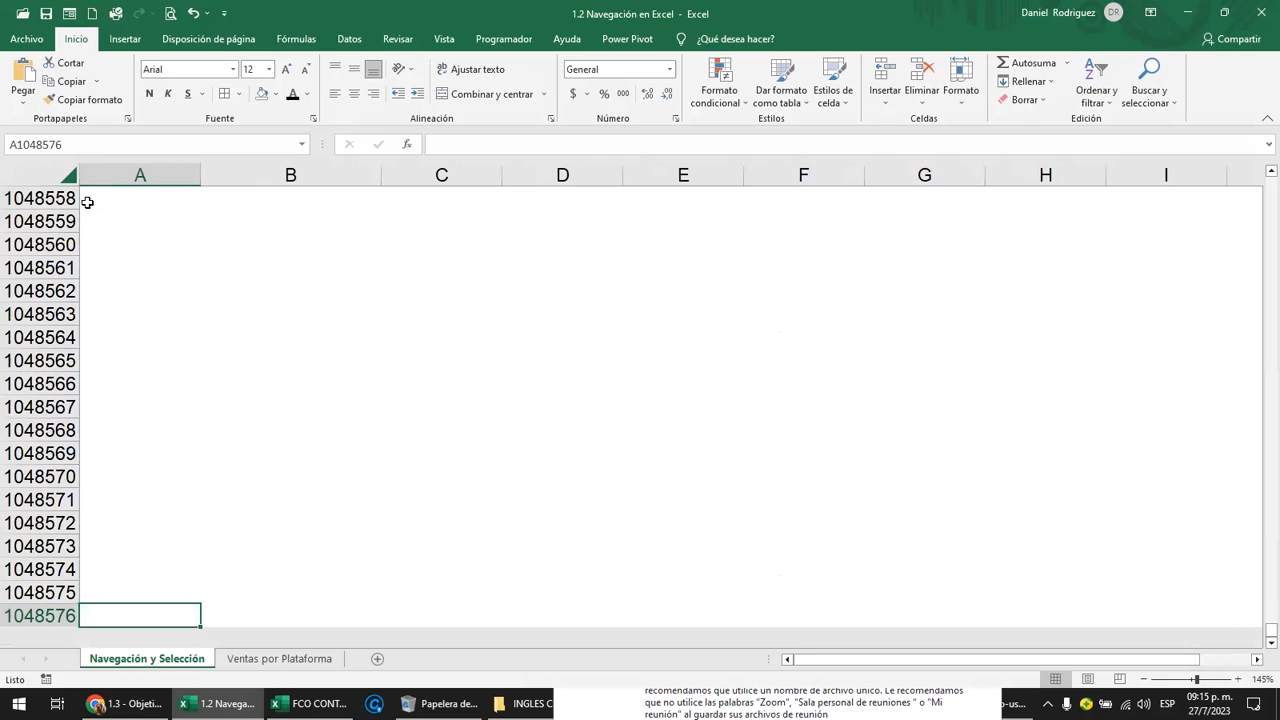 1.2 Navegación en Excel - Excel
Daniel Rodriguez DR
Archivo Inicio Insertar Disposición de página Fórmulas Datos Revisar Vista Programador Ayuda Power Pivot ¿Qué desea hacer? Compartir
Pegar Cortar Copiar Copiar formato
Portapapeles
Arial 12
N K S A
Fuente
Ajustar texto
Combinar y centrar
Alineación
General
$ % 000
Número
Formato condicional
Dar formato como tabla
Estilos de celda
Estilos
Insertar Eliminar Formato
Celdas
Autosuma
Rellenar
Borrar
Ordenar y filtrar
Buscar y seleccionar
Edición
A1048576 fx
A B C D E F G H I
1048558
1048559
1048560
1048561
1048562
1048563
1048564
1048565
1048566
1048567
1048568
1048569
1048570
1048571
1048572
1048573
1048574
1048575
1048576
Navegación y Selección Ventas por Plataforma
Listo 145%
recomendamos que utilice un nombre de archivo único. Le recomendamos
que no utilice las palabras "Zoom", "Sala personal de reuniones " o "Mi
reunión" al guardar sus archivos de reunión
1.3 - Objeti... 1.2 Navega... FCO CONT... Papelera de... INGLES C o-us... ESP 09:15 p.m.
27/7/2023